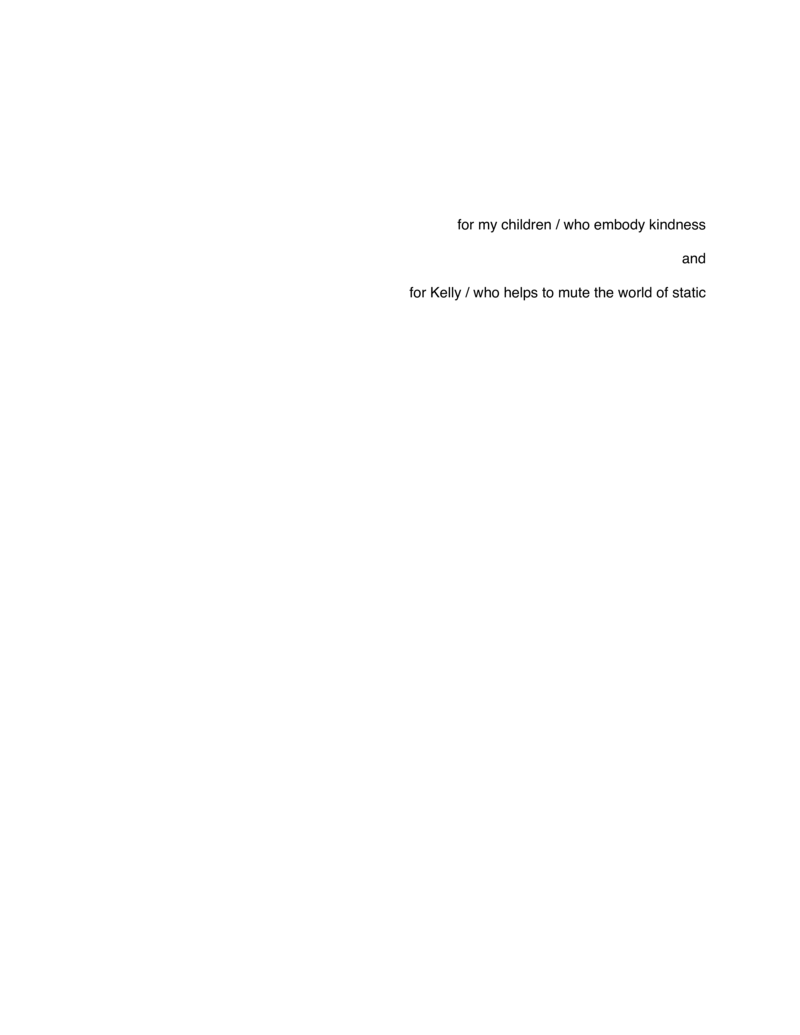 for my children / who embody kindness
and
for Kelly / who helps to mute the world of static